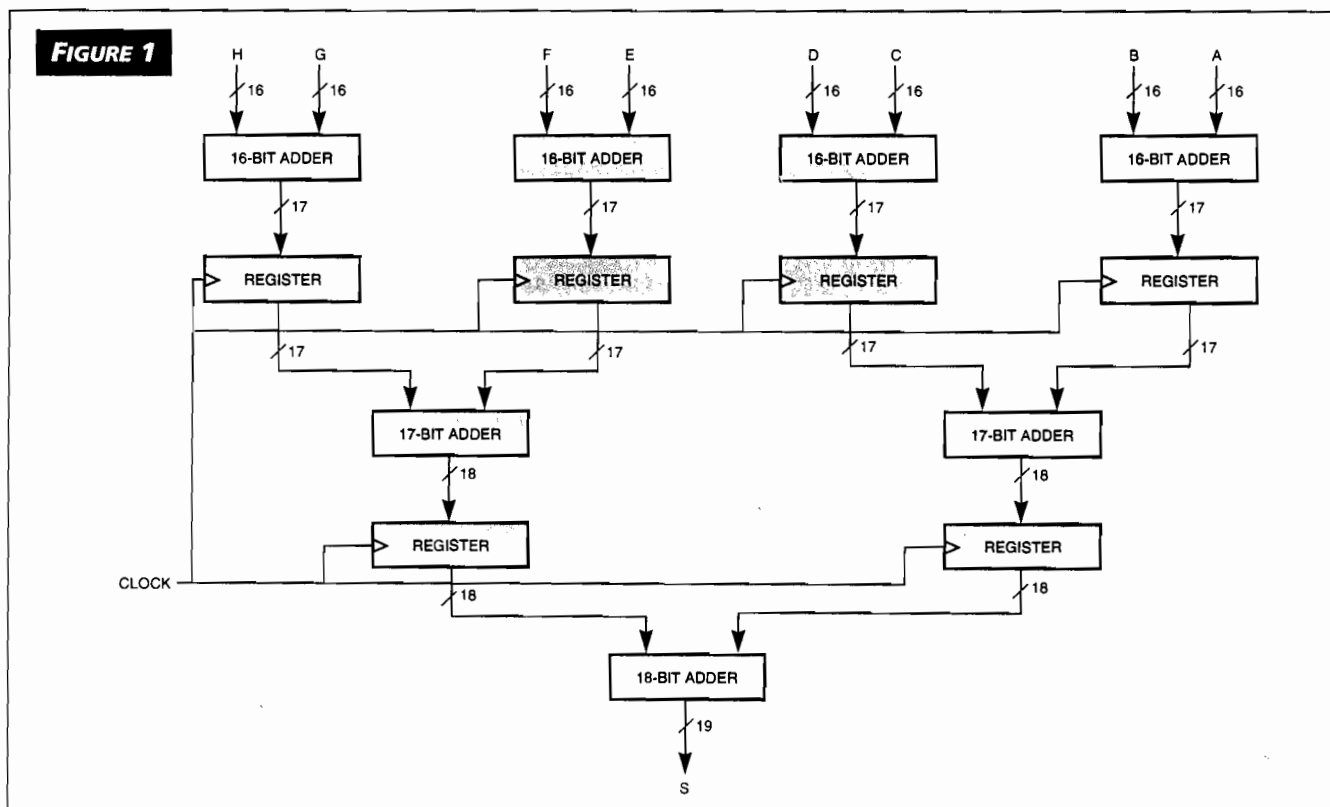 FIGURE 1
H G F E D C B A
16 16 16 16 16 16 16 16
16-BIT ADDER 16-BIT ADDER 16-BIT ADDER 16-BIT ADDER
17 17 17 17
REGISTER REGISTER REGISTER REGISTER
17 17 17 17
17-BIT ADDER 17-BIT ADDER
18 18
REGISTER REGISTER
CLOCK
18 18
18-BIT ADDER
19
S